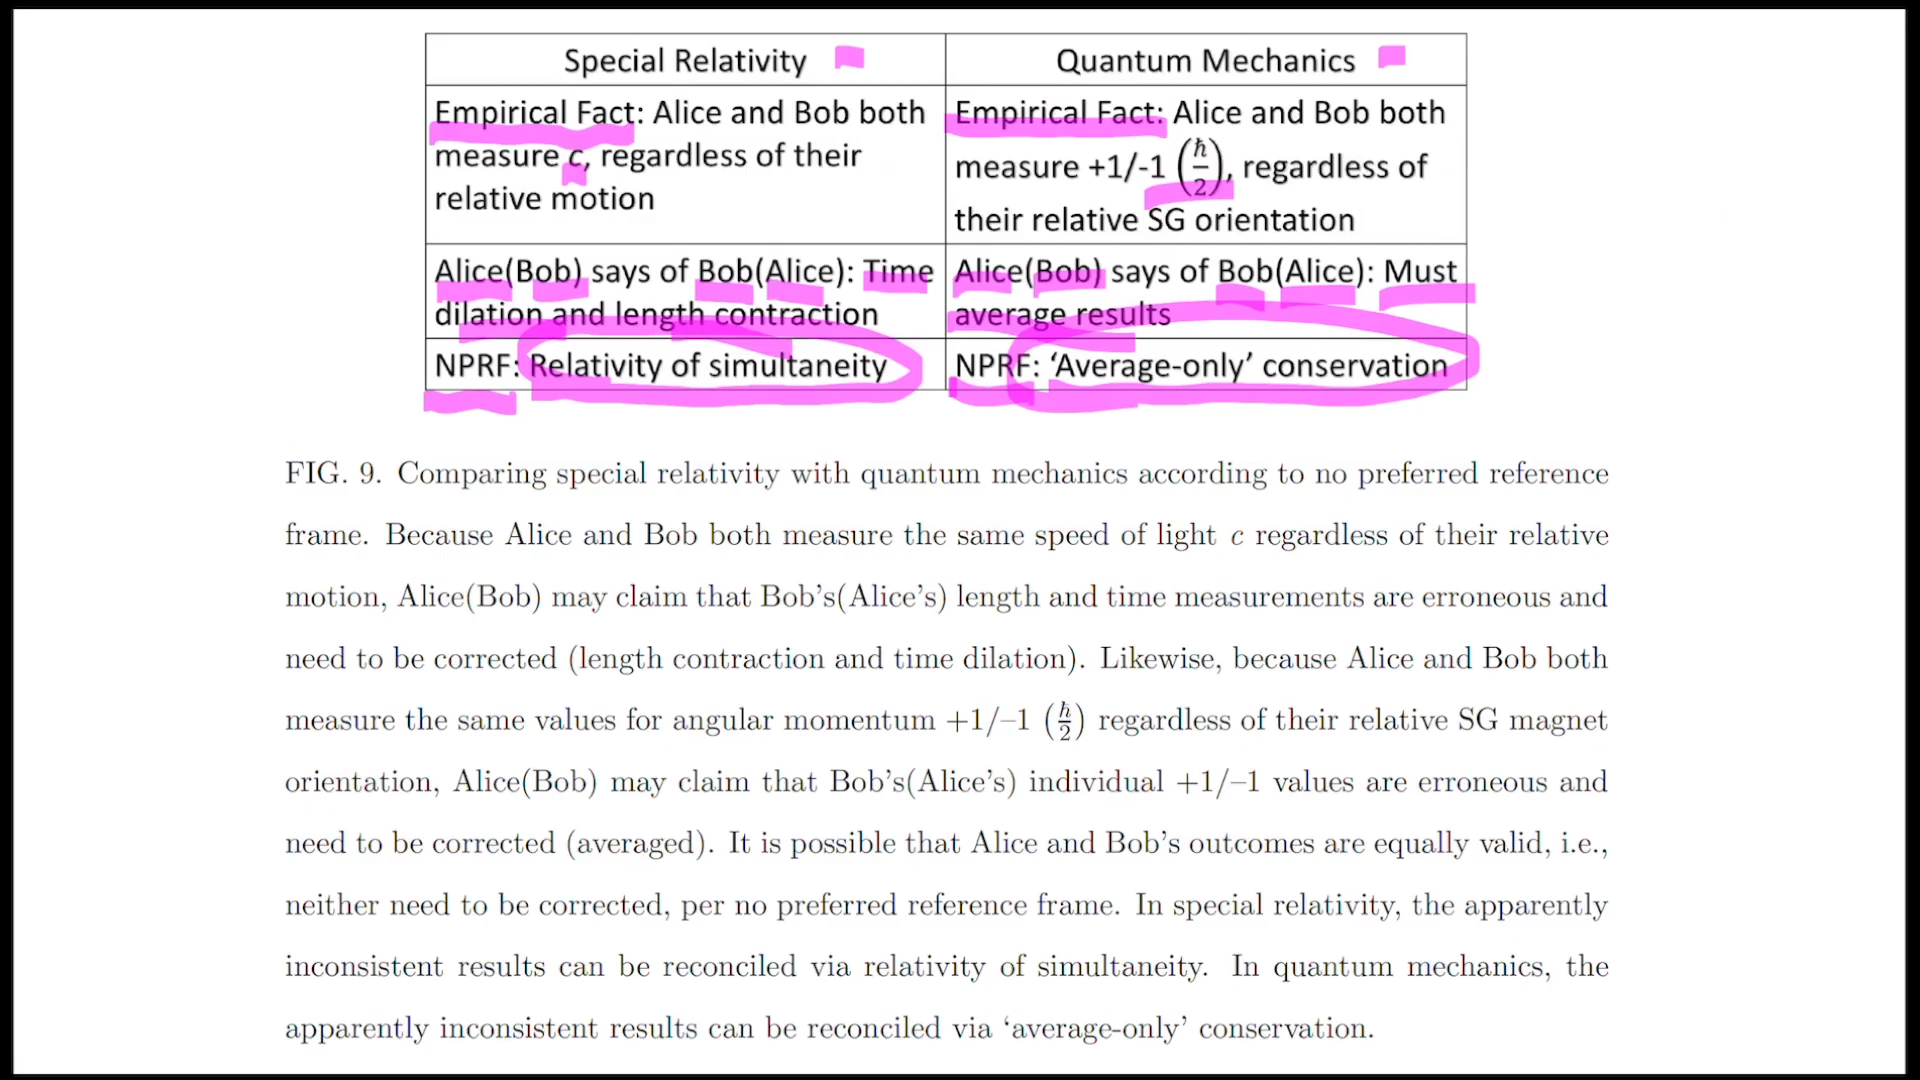 Special Relativity
Quantum Mechanics
Empirical Fact: Alice and Bob both
measure c, regardless of their
relative motion
Empirical Fact: Alice and Bob both
measure +1/-1 (ℏ/2), regardless of
their relative SG orientation
Alice(Bob) says of Bob(Alice): Time
dilation and length contraction
Alice(Bob) says of Bob(Alice): Must
average results
NPRF: Relativity of simultaneity
NPRF: ‘Average-only’ conservation
FIG. 9. Comparing special relativity with quantum mechanics according to no preferred reference
frame. Because Alice and Bob both measure the same speed of light c regardless of their relative
motion, Alice(Bob) may claim that Bob’s(Alice’s) length and time measurements are erroneous and
need to be corrected (length contraction and time dilation). Likewise, because Alice and Bob both
measure the same values for angular momentum +1/–1 (ℏ/2) regardless of their relative SG magnet
orientation, Alice(Bob) may claim that Bob’s(Alice’s) individual +1/–1 values are erroneous and
need to be corrected (averaged). It is possible that Alice and Bob’s outcomes are equally valid, i.e.,
neither need to be corrected, per no preferred reference frame. In special relativity, the apparently
inconsistent results can be reconciled via relativity of simultaneity. In quantum mechanics, the
apparently inconsistent results can be reconciled via ‘average-only’ conservation.